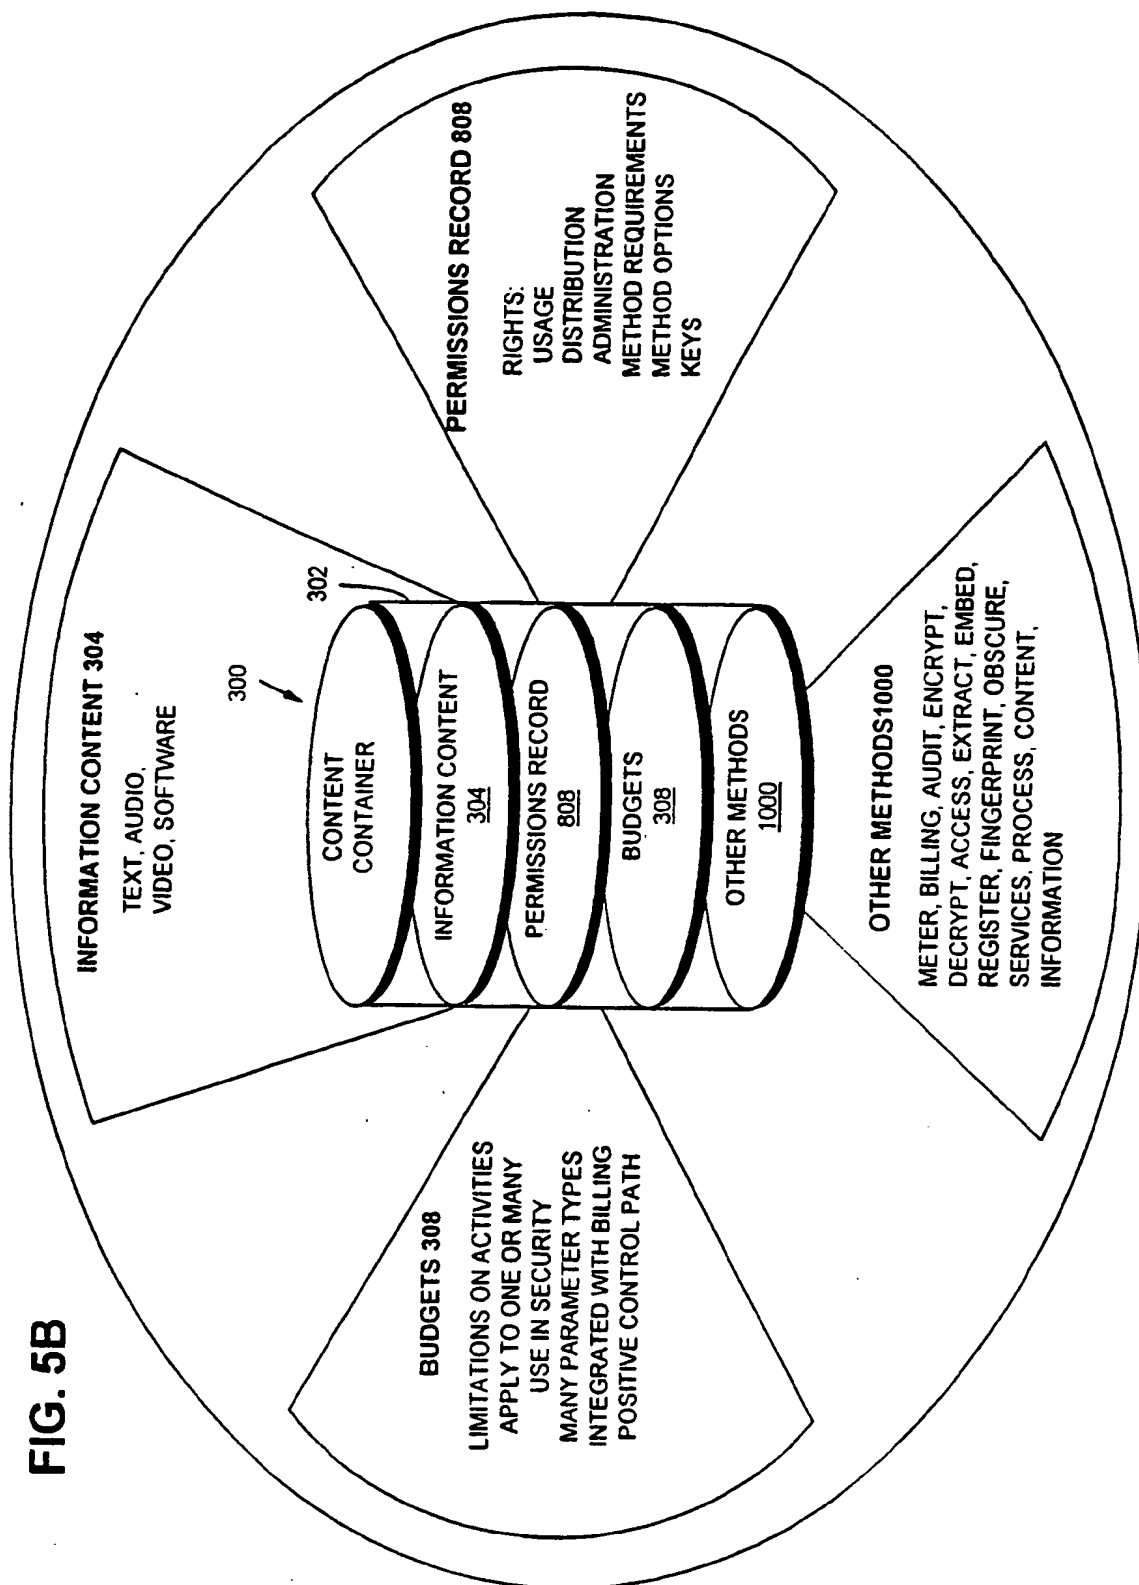 FIG. 5B
INFORMATION CONTENT 304
TEXT, AUDIO,
VIDEO, SOFTWARE
300
302
CONTENT
CONTAINER
INFORMATION CONTENT
304
PERMISSIONS RECORD
808
BUDGETS
308
OTHER METHODS
1000
BUDGETS 308
LIMITATIONS ON ACTIVITIES
APPLY TO ONE OR MANY
USE IN SECURITY
MANY PARAMETER TYPES
INTEGRATED WITH BILLING
POSITIVE CONTROL PATH
PERMISSIONS RECORD 808
RIGHTS:
USAGE
DISTRIBUTION
ADMINISTRATION
METHOD REQUIREMENTS
METHOD OPTIONS
KEYS
OTHER METHODS1000
METER, BILLING, AUDIT, ENCRYPT,
DECRYPT, ACCESS, EXTRACT, EMBED,
REGISTER, FINGERPRINT, OBSCURE,
SERVICES, PROCESS, CONTENT,
INFORMATION